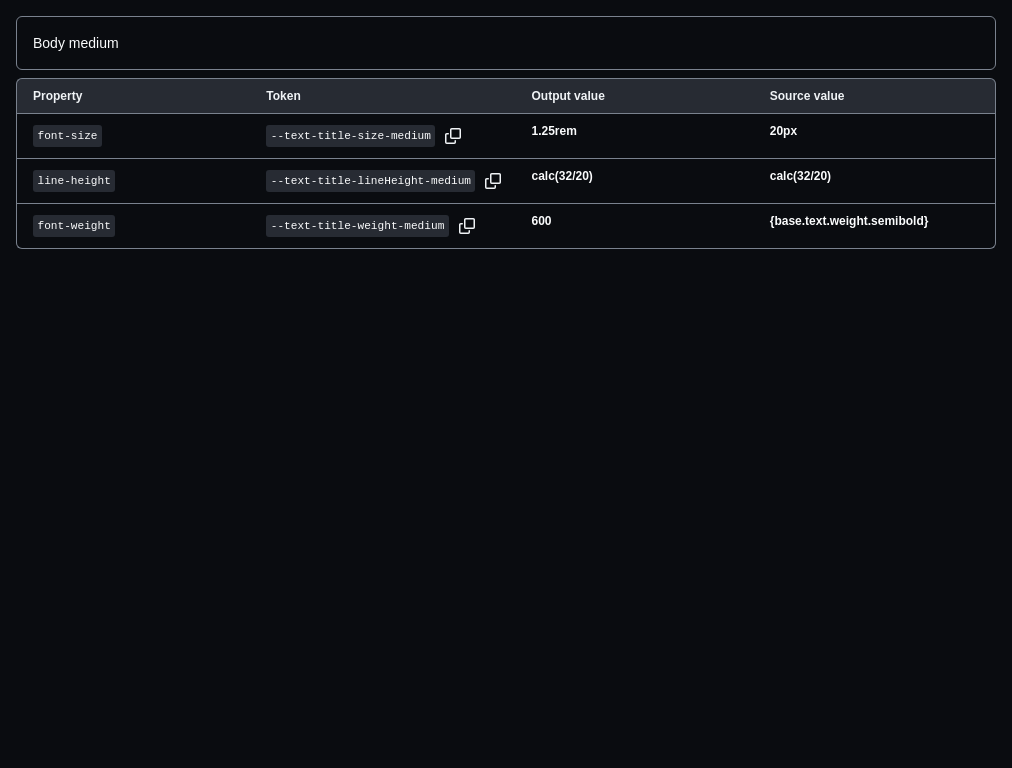 Body medium
Property Token Output value Source value
font-size --text-title-size-medium 1.25rem 20px
line-height --text-title-lineHeight-medium calc(32/20) calc(32/20)
font-weight --text-title-weight-medium 600 {base.text.weight.semibold}